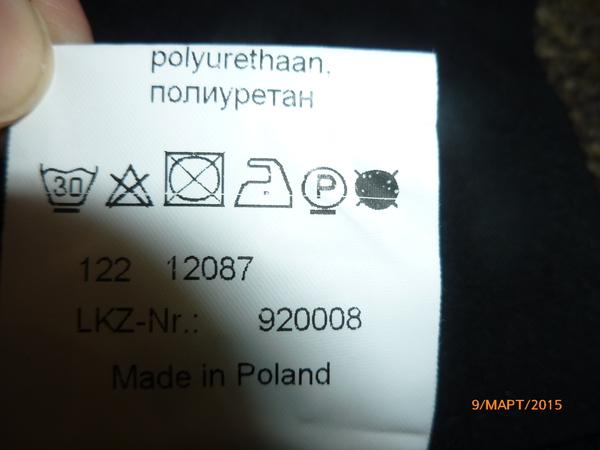 polyurethaan,
полиуретан
30 P
122 12087
LKZ-Nr.: 920008
Made in Poland
9/МАРТ/2015